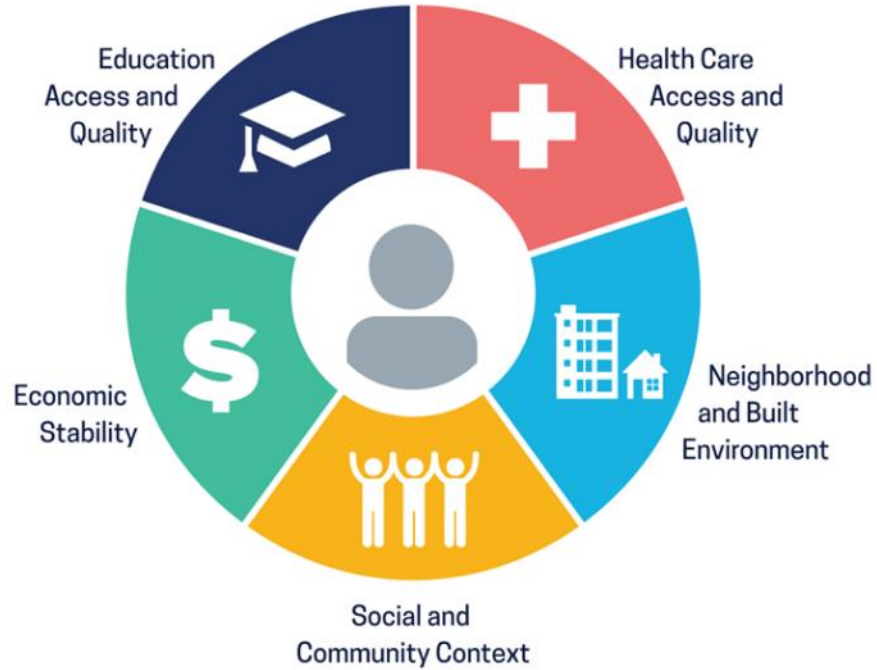 Education
Access and
Quality
Health Care
Access and
Quality
Economic
Stability
Neighborhood
and Built
Environment
Social and
Community Context